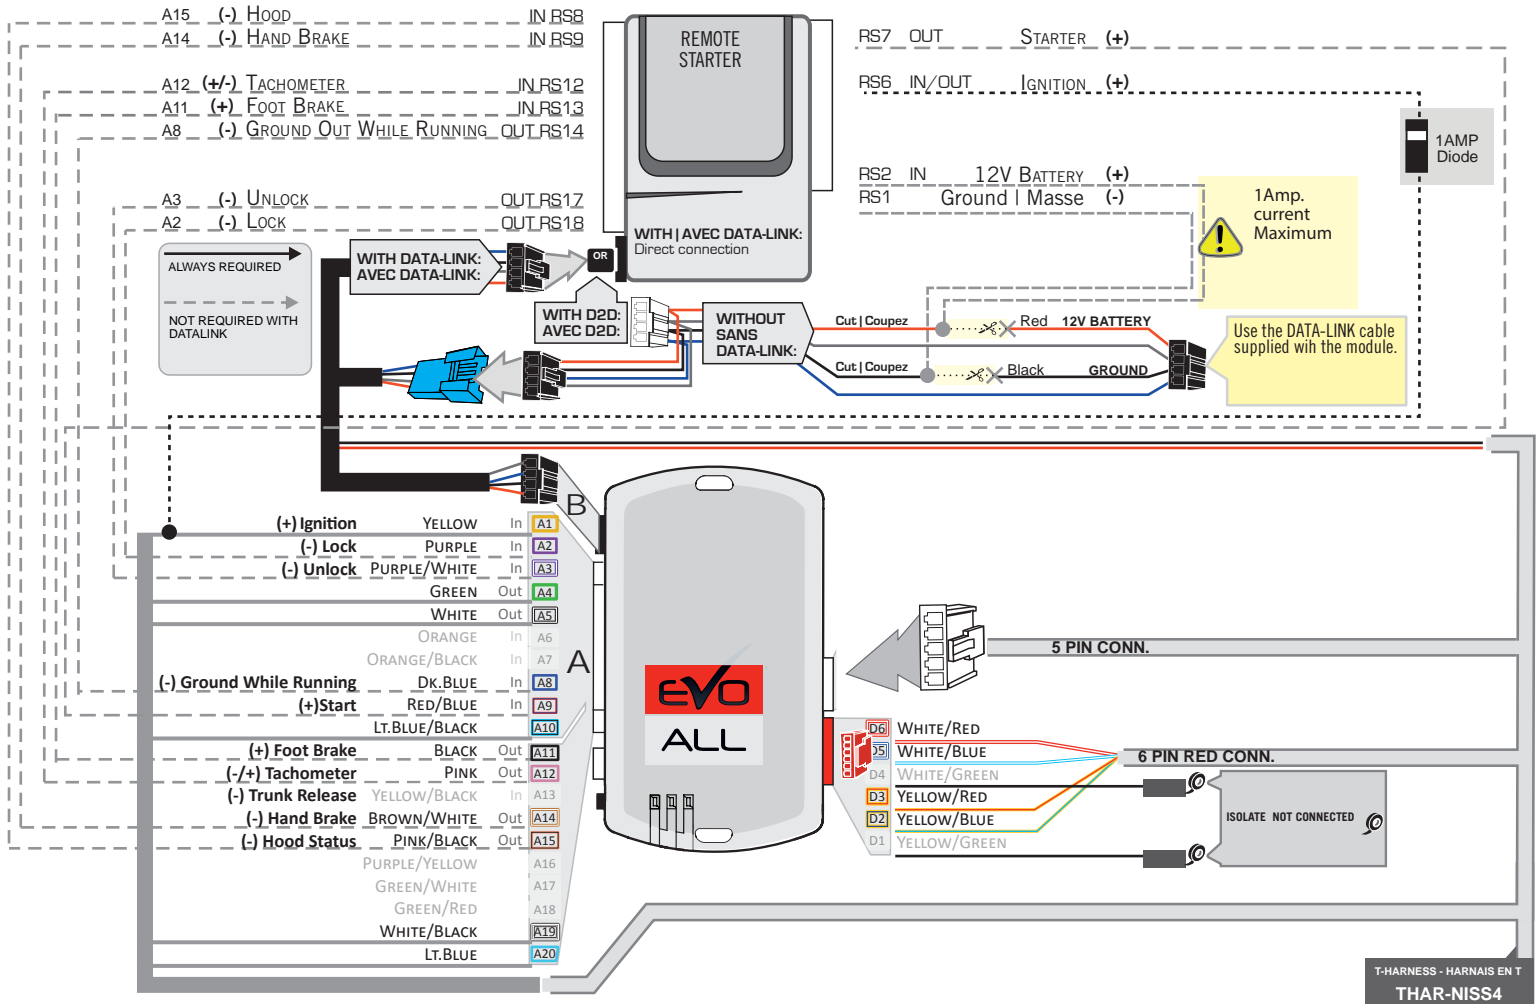 A15 (-) HOOD IN RS8
A14 (-) HAND BRAKE IN RS9
A12 (+/-) TACHOMETER IN RS12
A11 (+) FOOT BRAKE IN RS13
A8 (-) GROUND OUT WHILE RUNNING OUT RS14
A3 (-) UNLOCK OUT RS17
A2 (-) LOCK OUT RS18
REMOTE
STARTER
WITH | AVEC DATA-LINK:
Direct connection
RS7 OUT STARTER (+)
RS6 IN/OUT IGNITION (+)
1AMP
Diode
RS2 IN 12V BATTERY (+)
RS1 Ground | Masse (-)
1Amp.
current
Maximum
ALWAYS REQUIRED
NOT REQUIRED WITH
DATALINK
WITH DATA-LINK:
AVEC DATA-LINK:
OR
WITH D2D:
AVEC D2D:
WITHOUT
SANS
DATA-LINK:
Cut | Coupez Red 12V BATTERY
Cut | Coupez Black GROUND
Use the DATA-LINK cable
supplied wih the module.
B
A
(+) Ignition YELLOW In A1
(-) Lock PURPLE In A2
(-) Unlock PURPLE/WHITE In A3
GREEN Out A4
WHITE Out A5
ORANGE In A6
ORANGE/BLACK In A7
(-) Ground While Running DK.BLUE In A8
(+)Start RED/BLUE In A9
LT.BLUE/BLACK A10
(+) Foot Brake BLACK Out A11
(-/+) Tachometer PINK Out A12
(-) Trunk Release YELLOW/BLACK In A13
(-) Hand Brake BROWN/WHITE Out A14
(-) Hood Status PINK/BLACK Out A15
PURPLE/YELLOW A16
GREEN/WHITE A17
GREEN/RED A18
WHITE/BLACK A19
LT.BLUE A20
EVO
ALL
5 PIN CONN.
D6 WHITE/RED
D5 WHITE/BLUE
D4 WHITE/GREEN
D3 YELLOW/RED
D2 YELLOW/BLUE
D1 YELLOW/GREEN
6 PIN RED CONN.
ISOLATE NOT CONNECTED
T-HARNESS - HARNAIS EN T
THAR-NISS4